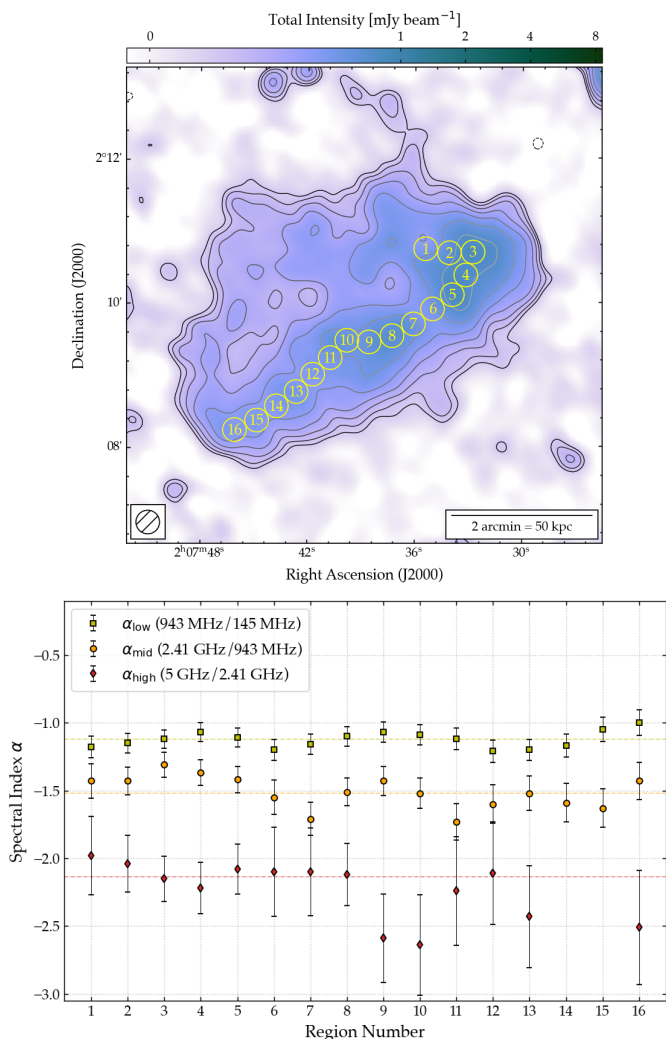 Total Intensity [mJy beam⁻¹]
0 1 2 4 8
Declination (J2000)
2°12'
10'
08'
1 2 3
4
5
6
7
8
9
10
11
12
13
14
15
16
2 arcmin = 50 kpc
2ʰ07ᵐ48ˢ 42ˢ 36ˢ 30ˢ
Right Ascension (J2000)
α_low (943 MHz/145 MHz)
α_mid (2.41 GHz/943 MHz)
α_high (5 GHz/2.41 GHz)
Spectral Index α
−0.5
−1.0
−1.5
−2.0
−2.5
−3.0
1 2 3 4 5 6 7 8 9 10 11 12 13 14 15 16
Region Number